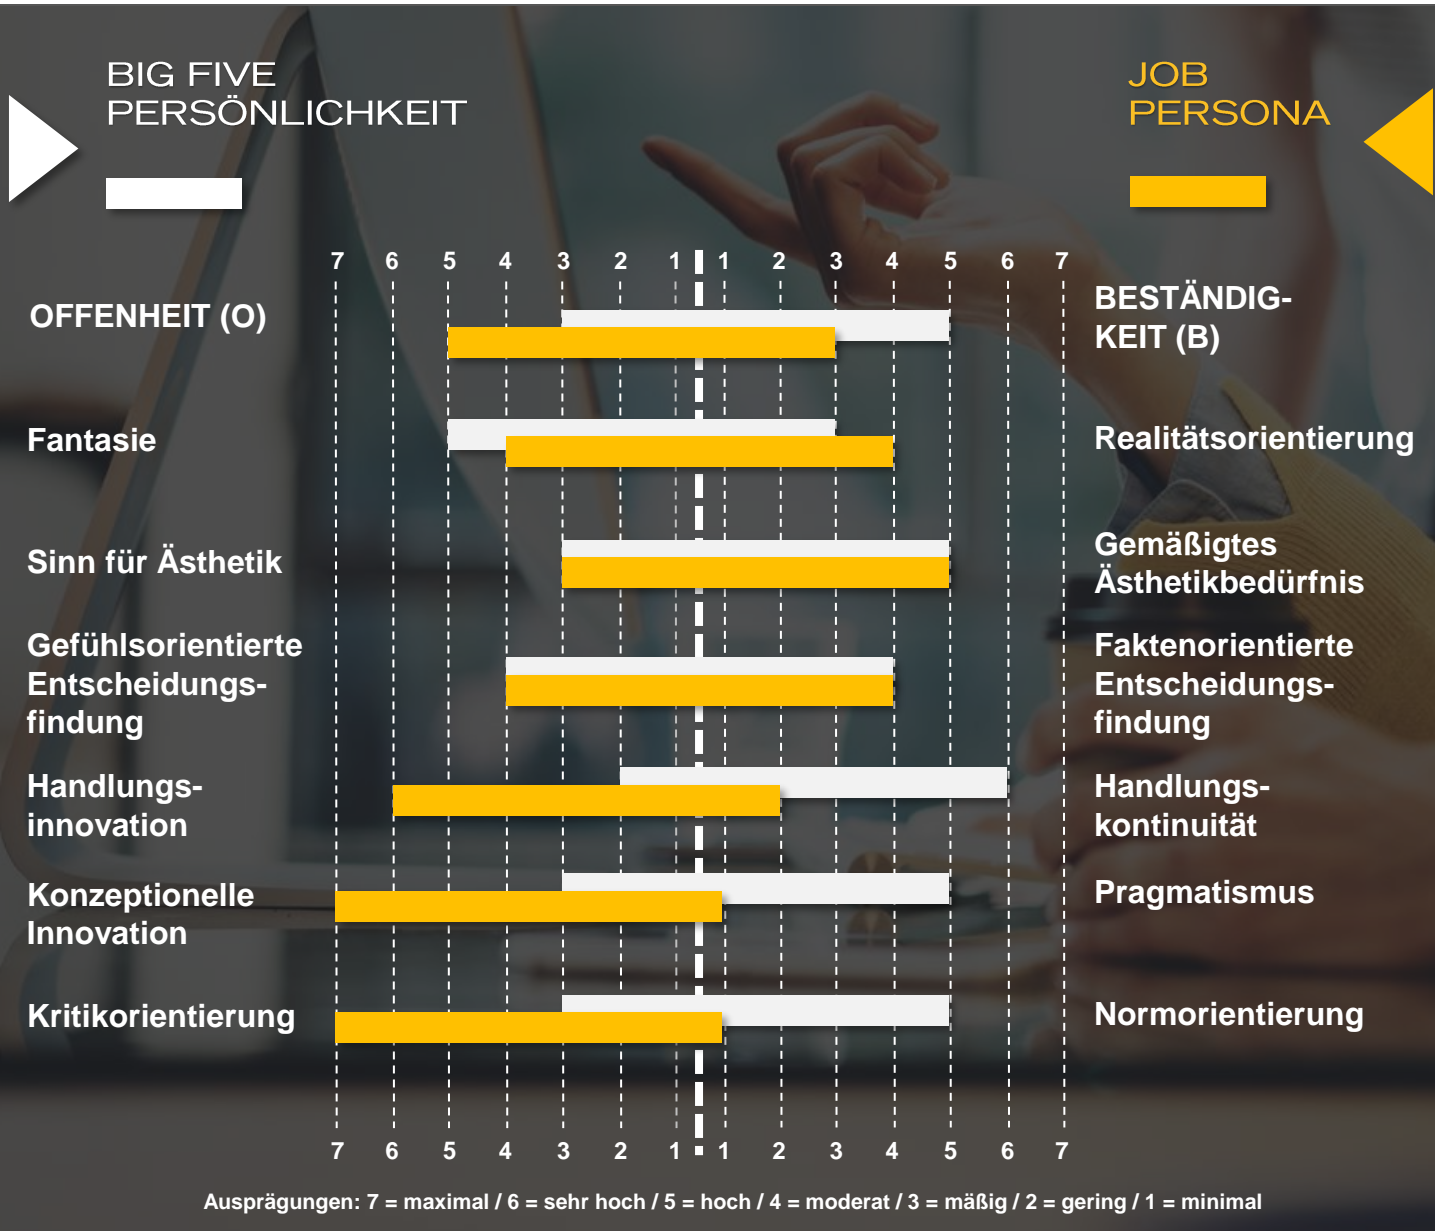 BIG FIVE
PERSÖNLICHKEIT
JOB
PERSONA
7 6 5 4 3 2 1 1 2 3 4 5 6 7
OFFENHEIT (O)
BESTÄNDIG-
KEIT (B)
Fantasie
Realitätsorientierung
Sinn für Ästhetik
Gemäßigtes
Ästhetikbedürfnis
Gefühlsorientierte
Entscheidungs-
findung
Faktenorientierte
Entscheidungs-
findung
Handlungs-
innovation
Handlungs-
kontinuität
Konzeptionelle
Innovation
Pragmatismus
Kritikorientierung
Normorientierung
7 6 5 4 3 2 1 1 2 3 4 5 6 7
Ausprägungen: 7 = maximal / 6 = sehr hoch / 5 = hoch / 4 = moderat / 3 = mäßig / 2 = gering / 1 = minimal